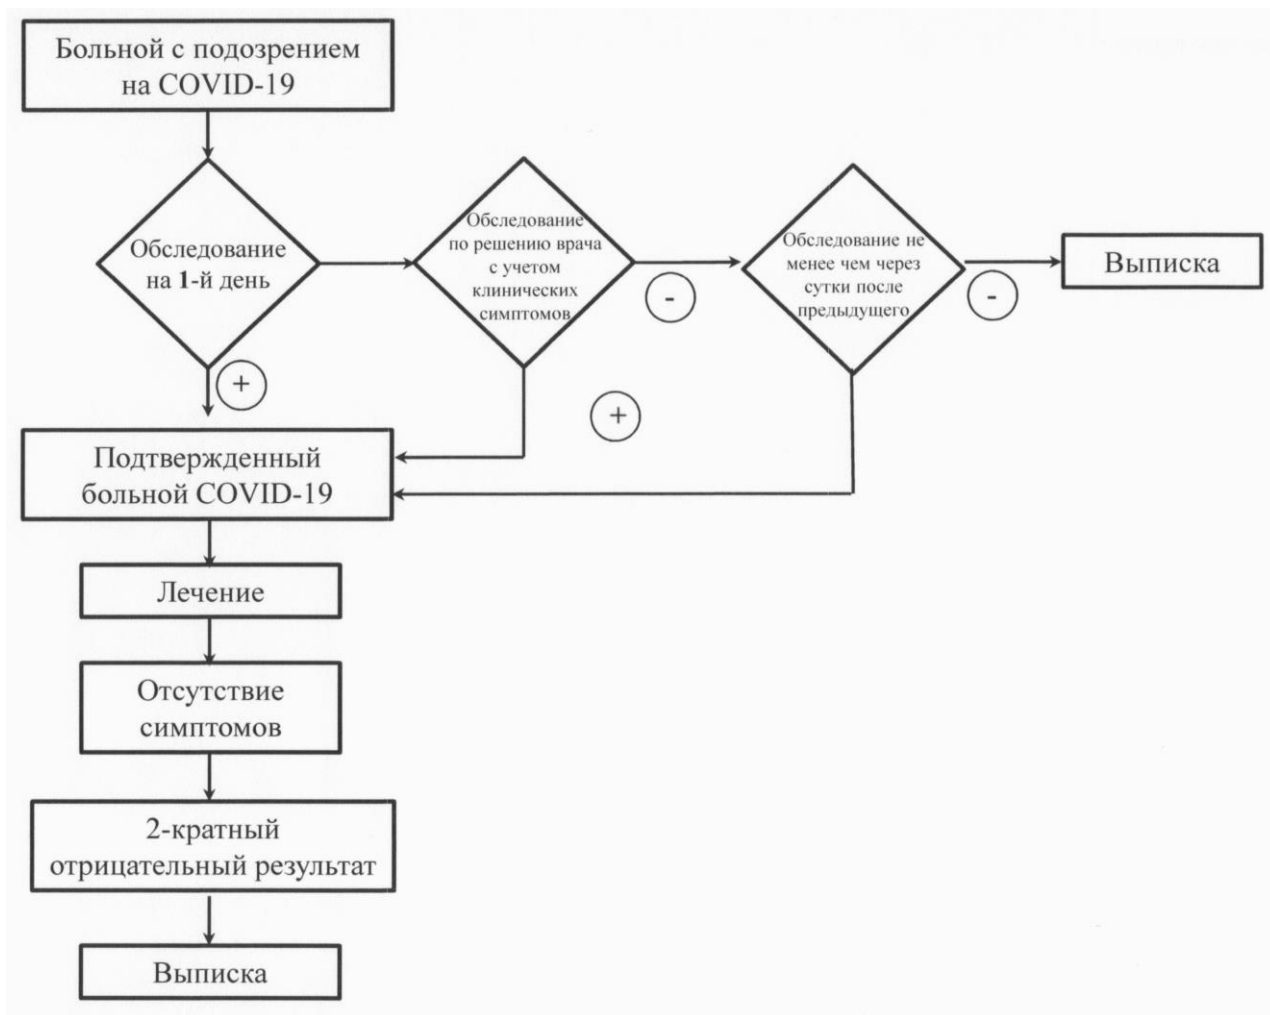 Больной с подозрением
на COVID-19
Обследование
на 1-й день
Обследование
по решению врача
с учетом
клинических
симптомов
-
Обследование не
менее чем через
сутки после
предыдущего
-
Выписка
+
+
Подтвержденный
больной COVID-19
Лечение
Отсутствие
симптомов
2-кратный
отрицательный результат
Выписка